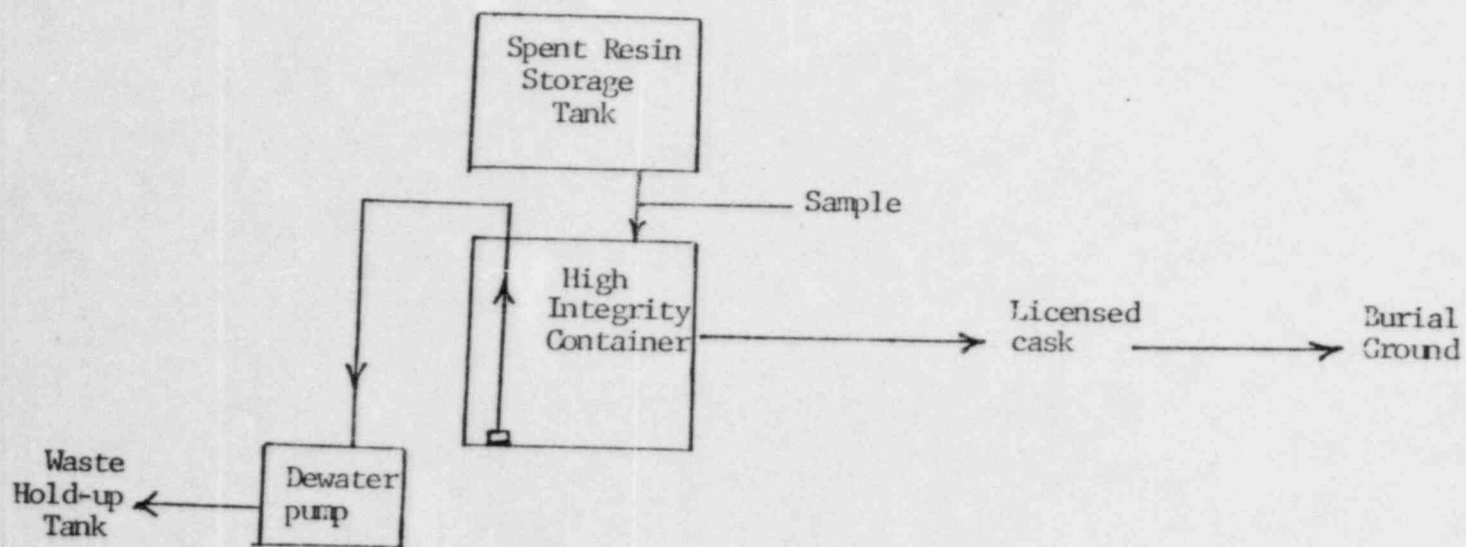 Spent Resin
Storage
Tank
Sample
High
Integrity
Container
Licensed
cask
Burial
Ground
Waste
Hold-up
Tank
Dewater
pump